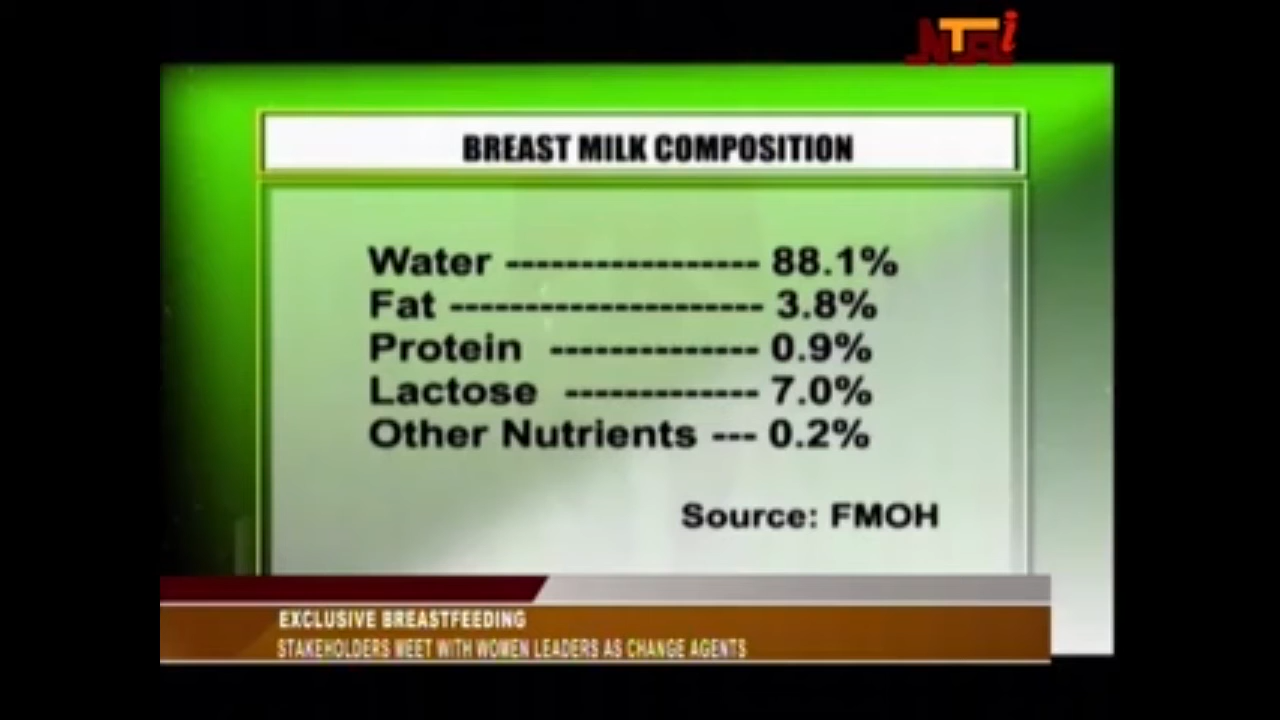 NTAi
BREAST MILK COMPOSITION
Water ----------------- 88.1%
Fat --------------------- 3.8%
Protein -------------- 0.9%
Lactose ------------- 7.0%
Other Nutrients --- 0.2%
Source: FMOH
EXCLUSIVE BREASTFEEDING
STAKEHOLDERS MEET WITH WOMEN LEADERS AS CHANGE AGENTS